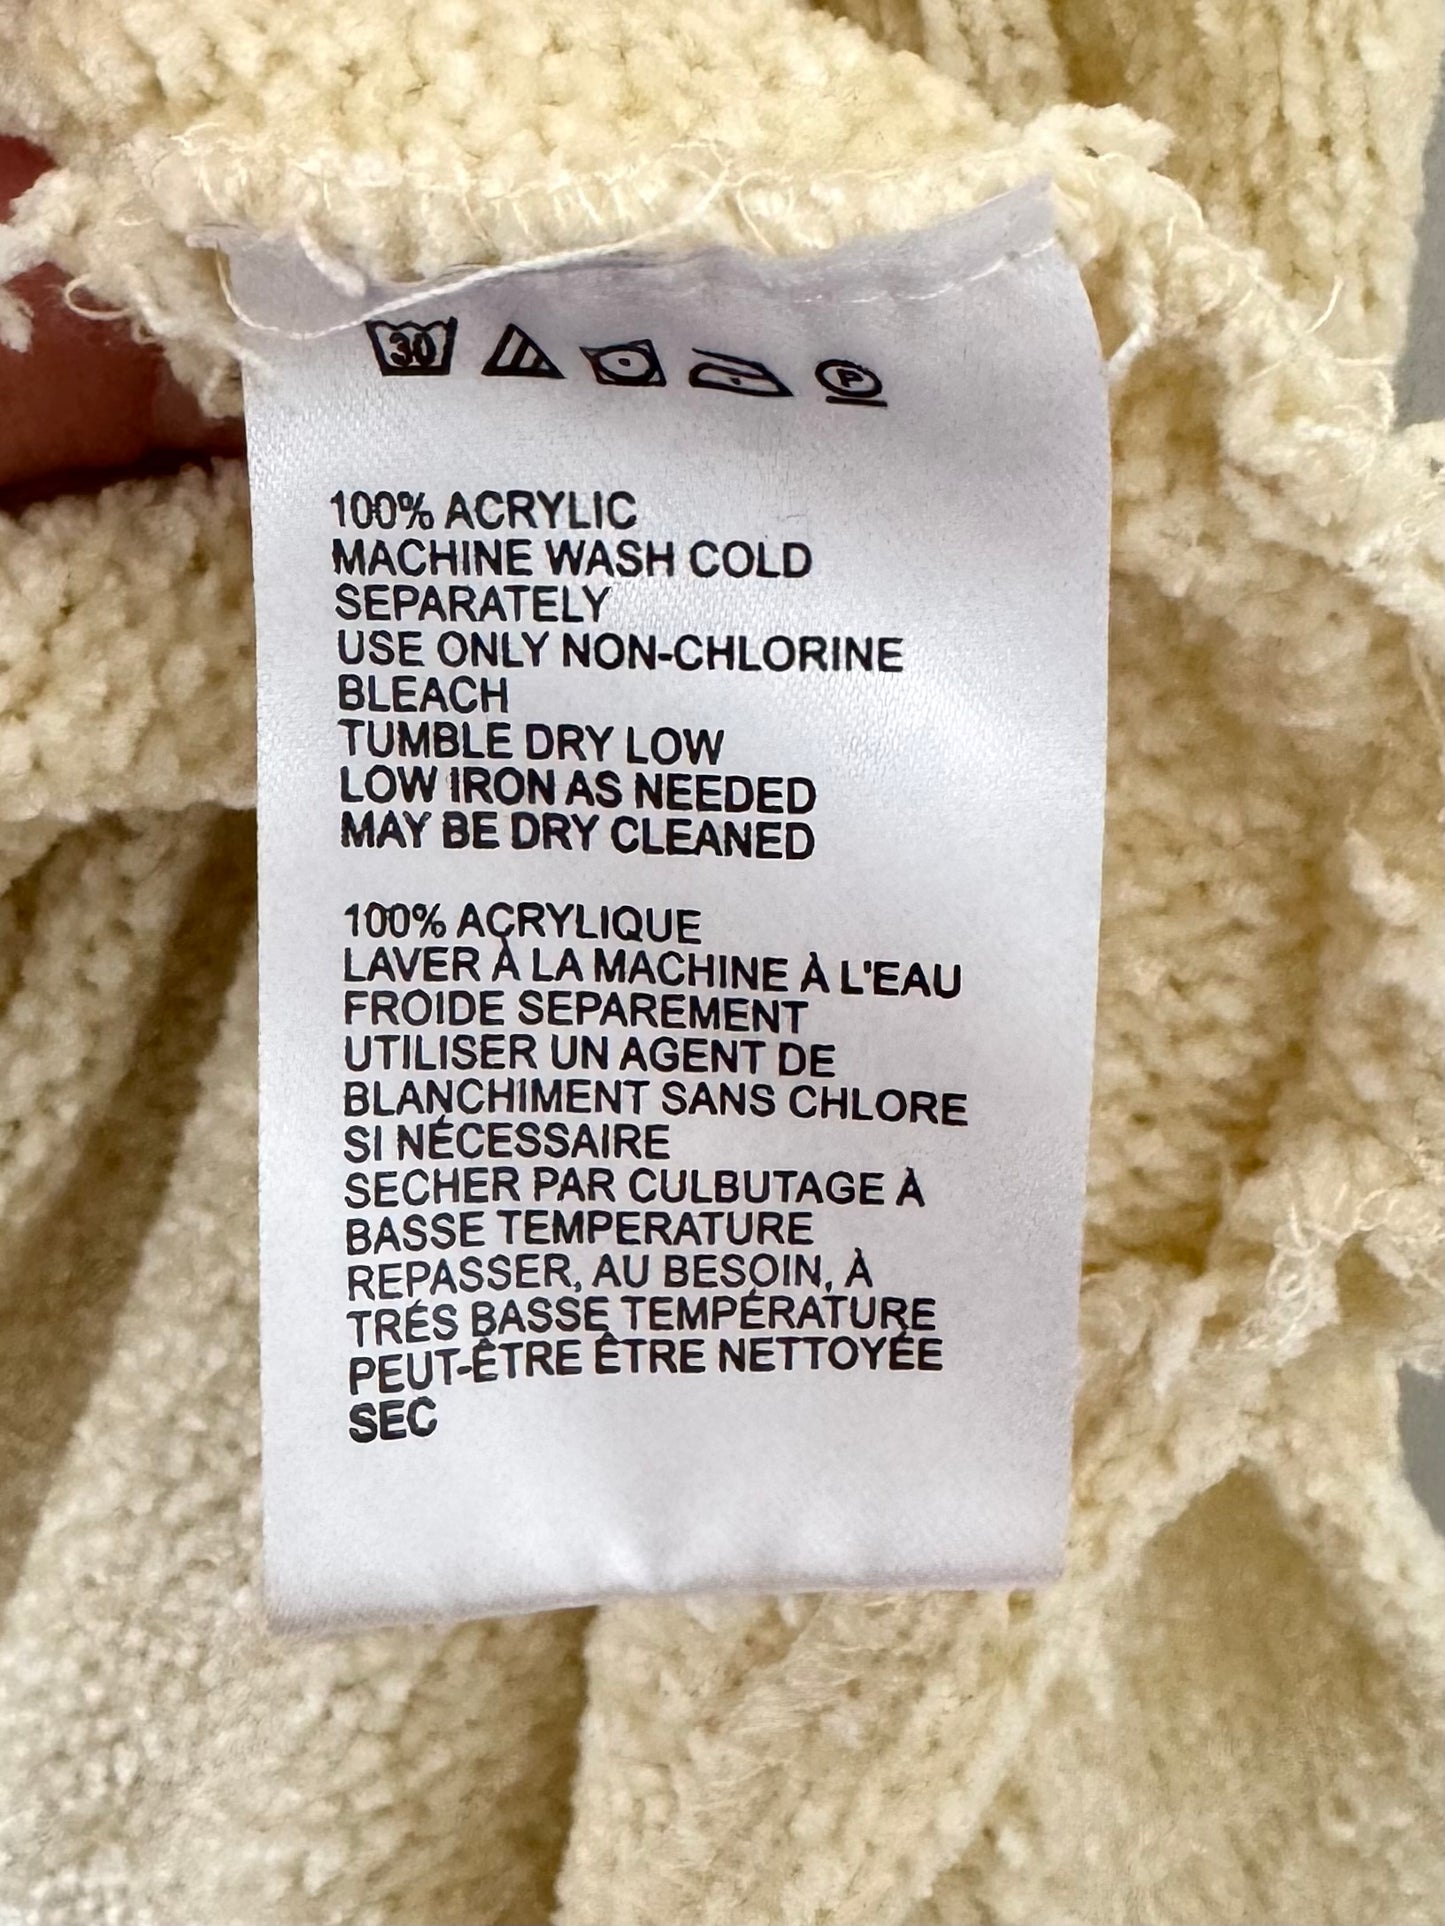 30
P
100% ACRYLIC
MACHINE WASH COLD
SEPARATELY
USE ONLY NON-CHLORINE
BLEACH
TUMBLE DRY LOW
LOW IRON AS NEEDED
MAY BE DRY CLEANED
100% ACRYLIQUE
LAVER À LA MACHINE À L'EAU
FROIDE SEPAREMENT
UTILISER UN AGENT DE
BLANCHIMENT SANS CHLORE
SI NÉCESSAIRE
SECHER PAR CULBUTAGE À
BASSE TEMPERATURE
REPASSER, AU BESOIN, À
TRÉS BASSE TEMPÉRATURE
PEUT-ÊTRE ÊTRE NETTOYÉE
SEC